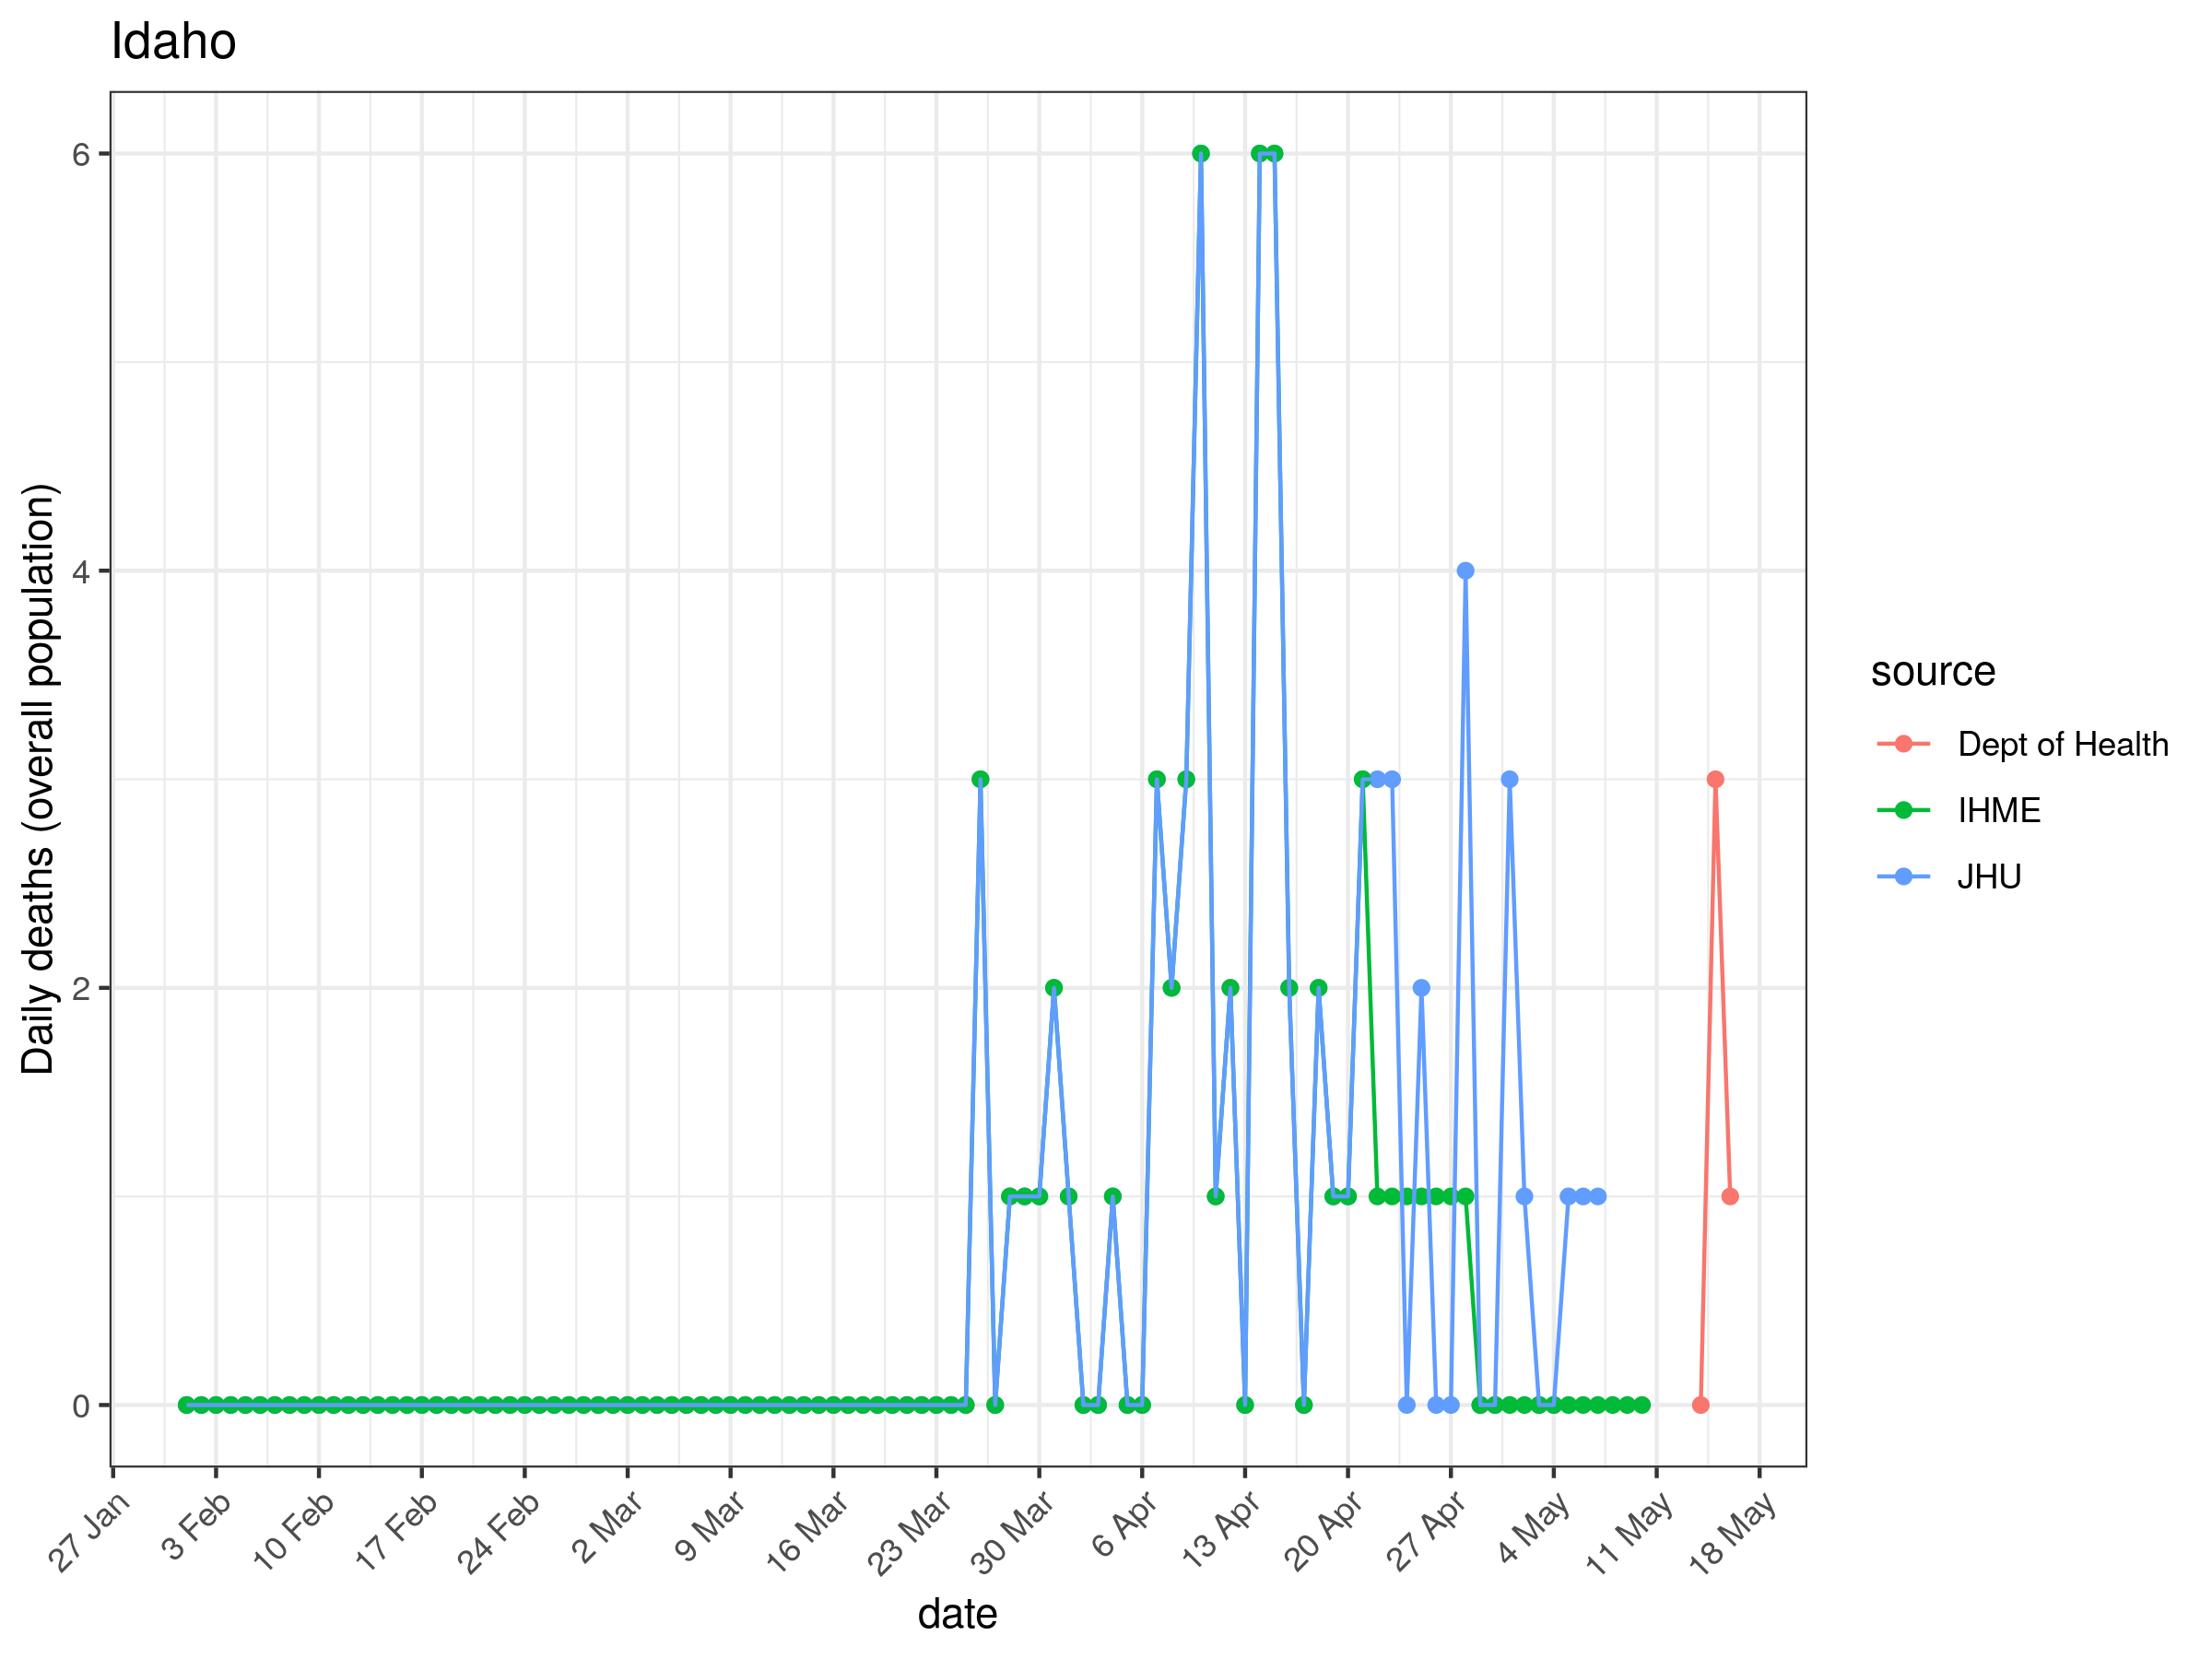 Idaho
Daily deaths (overall population)
6
4
2
0
27 Jan
3 Feb
10 Feb
17 Feb
24 Feb
2 Mar
9 Mar
16 Mar
23 Mar
30 Mar
6 Apr
13 Apr
20 Apr
27 Apr
4 May
11 May
18 May
date
source
Dept of Health
IHME
JHU